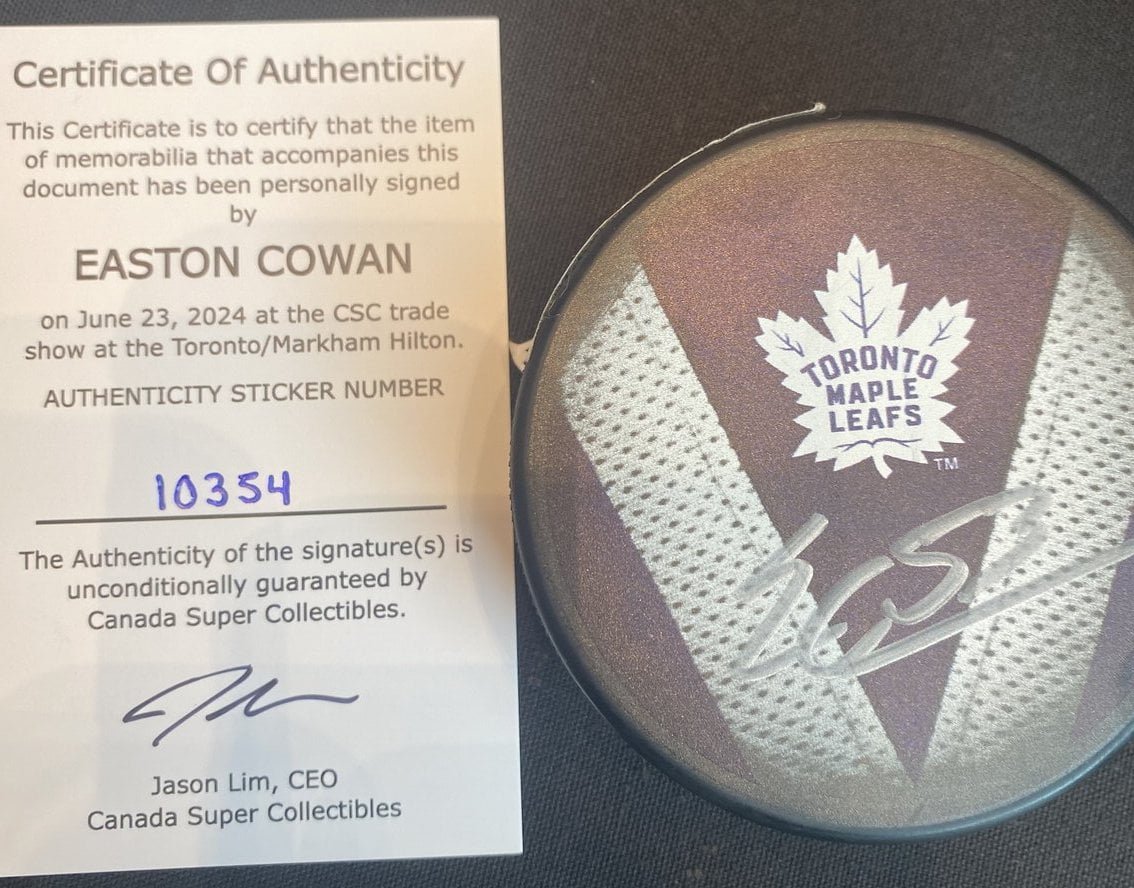 Certificate Of Authenticity
This Certificate is to certify that the item
of memorabilia that accompanies this
document has been personally signed
by
EASTON COWAN
on June 23, 2024 at the CSC trade
show at the Toronto/Markham Hilton.
AUTHENTICITY STICKER NUMBER
10354
The Authenticity of the signature(s) is
unconditionally guaranteed by
Canada Super Collectibles.
Jason Lim, CEO
Canada Super Collectibles
TORONTO
MAPLE
LEAFS
TM
53